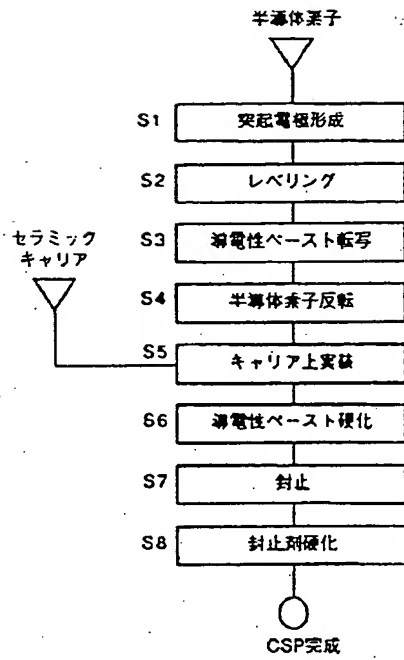 半導体素子
S1 突起電極形成
S2 レベリング
S3 導電性ペースト転写
セラミック
キャリア
S4 半導体素子反転
S5 キャリア上実装
S6 導電性ペースト硬化
S7 封止
S8 封止剤硬化
CSP完成